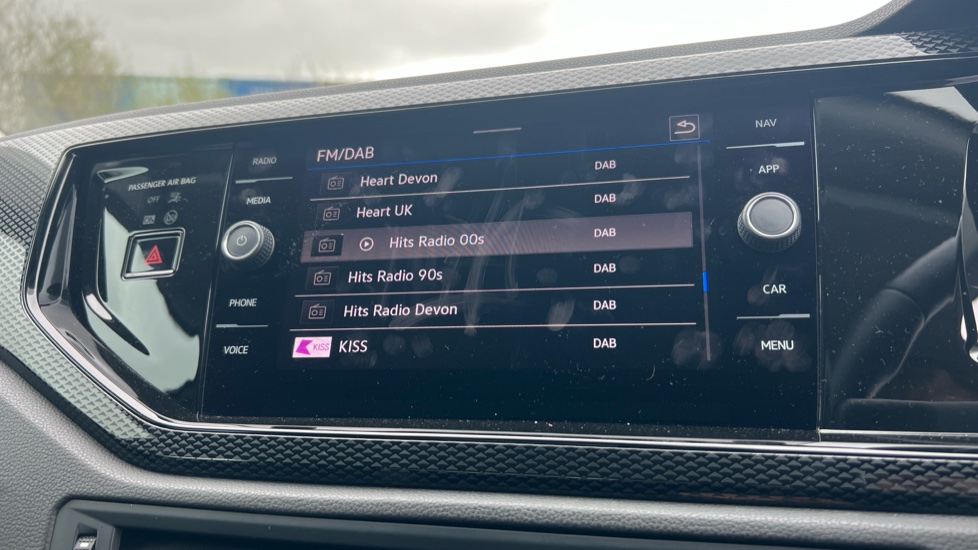 PASSENGER AIR BAG
OFF
RADIO
MEDIA
PHONE
VOICE
FM/DAB
Heart Devon DAB
Heart UK DAB
Hits Radio 00s DAB
Hits Radio 90s DAB
Hits Radio Devon DAB
KISS KISS DAB
NAV
APP
CAR
MENU